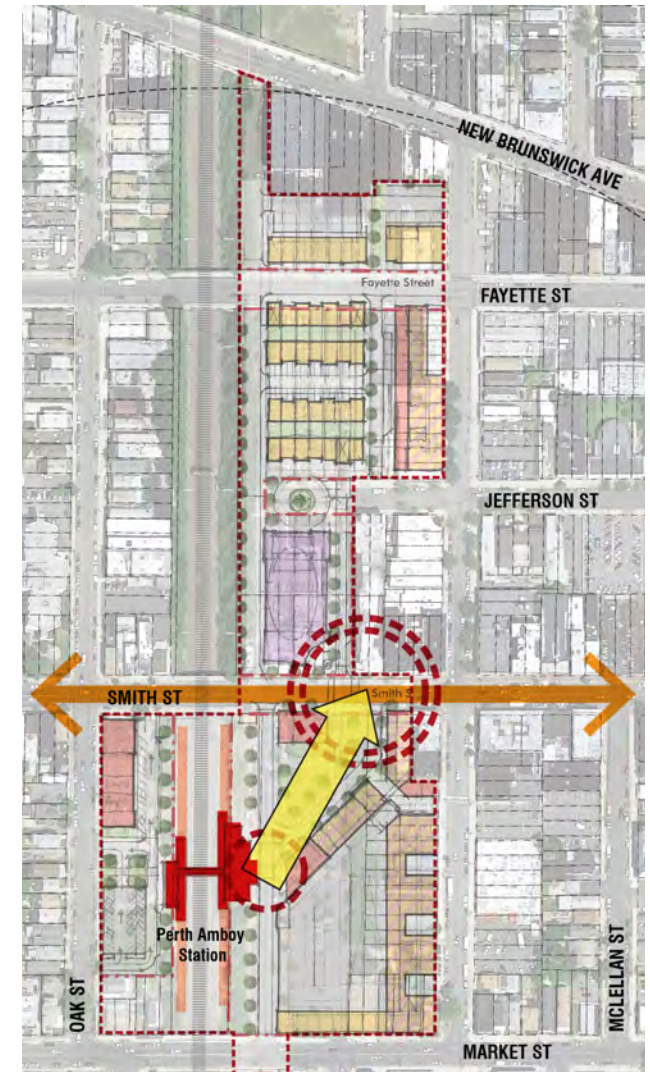 NEW BRUNSWICK AVE
Fayette Street
FAYETTE ST
JEFFERSON ST
SMITH ST
Smith S
Perth Amboy
Station
OAK ST
MCLELLAN ST
MARKET ST